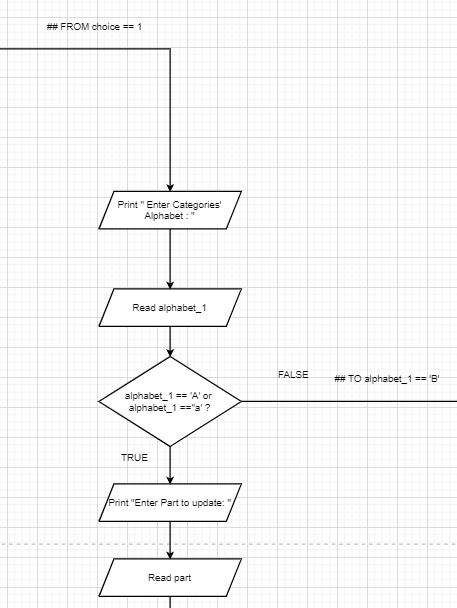 ## FROM choice == 1
Print " Enter Categories'
Alphabet : "
Read alphabet_1
FALSE
## TO alphabet_1 == 'B'
alphabet_1 == 'A' or
alphabet_1 =="a' ?
TRUE
Print "Enter Part to update: "
Read part